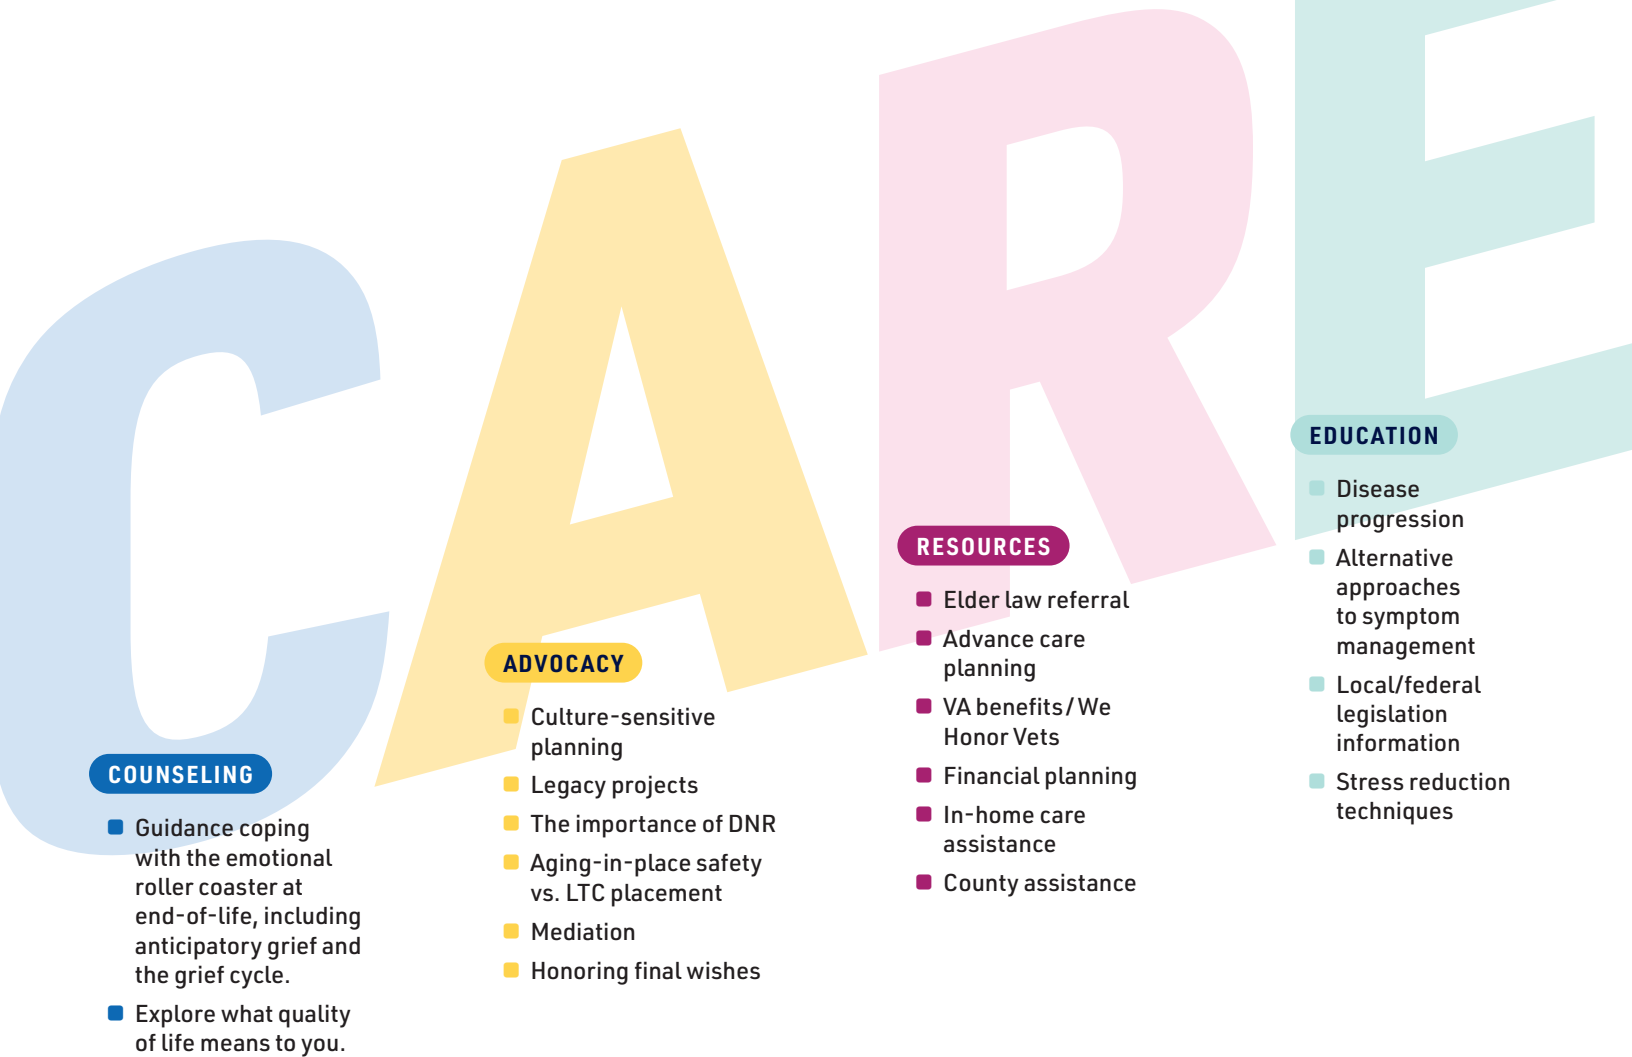 CARE
COUNSELING
Guidance coping
with the emotional
roller coaster at
end-of-life, including
anticipatory grief and
the grief cycle.
Explore what quality
of life means to you.
ADVOCACY
Culture-sensitive
planning
Legacy projects
The importance of DNR
Aging-in-place safety
vs. LTC placement
Mediation
Honoring final wishes
RESOURCES
Elder law referral
Advance care
planning
VA benefits/We
Honor Vets
Financial planning
In-home care
assistance
County assistance
EDUCATION
Disease
progression
Alternative
approaches
to symptom
management
Local/federal
legislation
information
Stress reduction
techniques